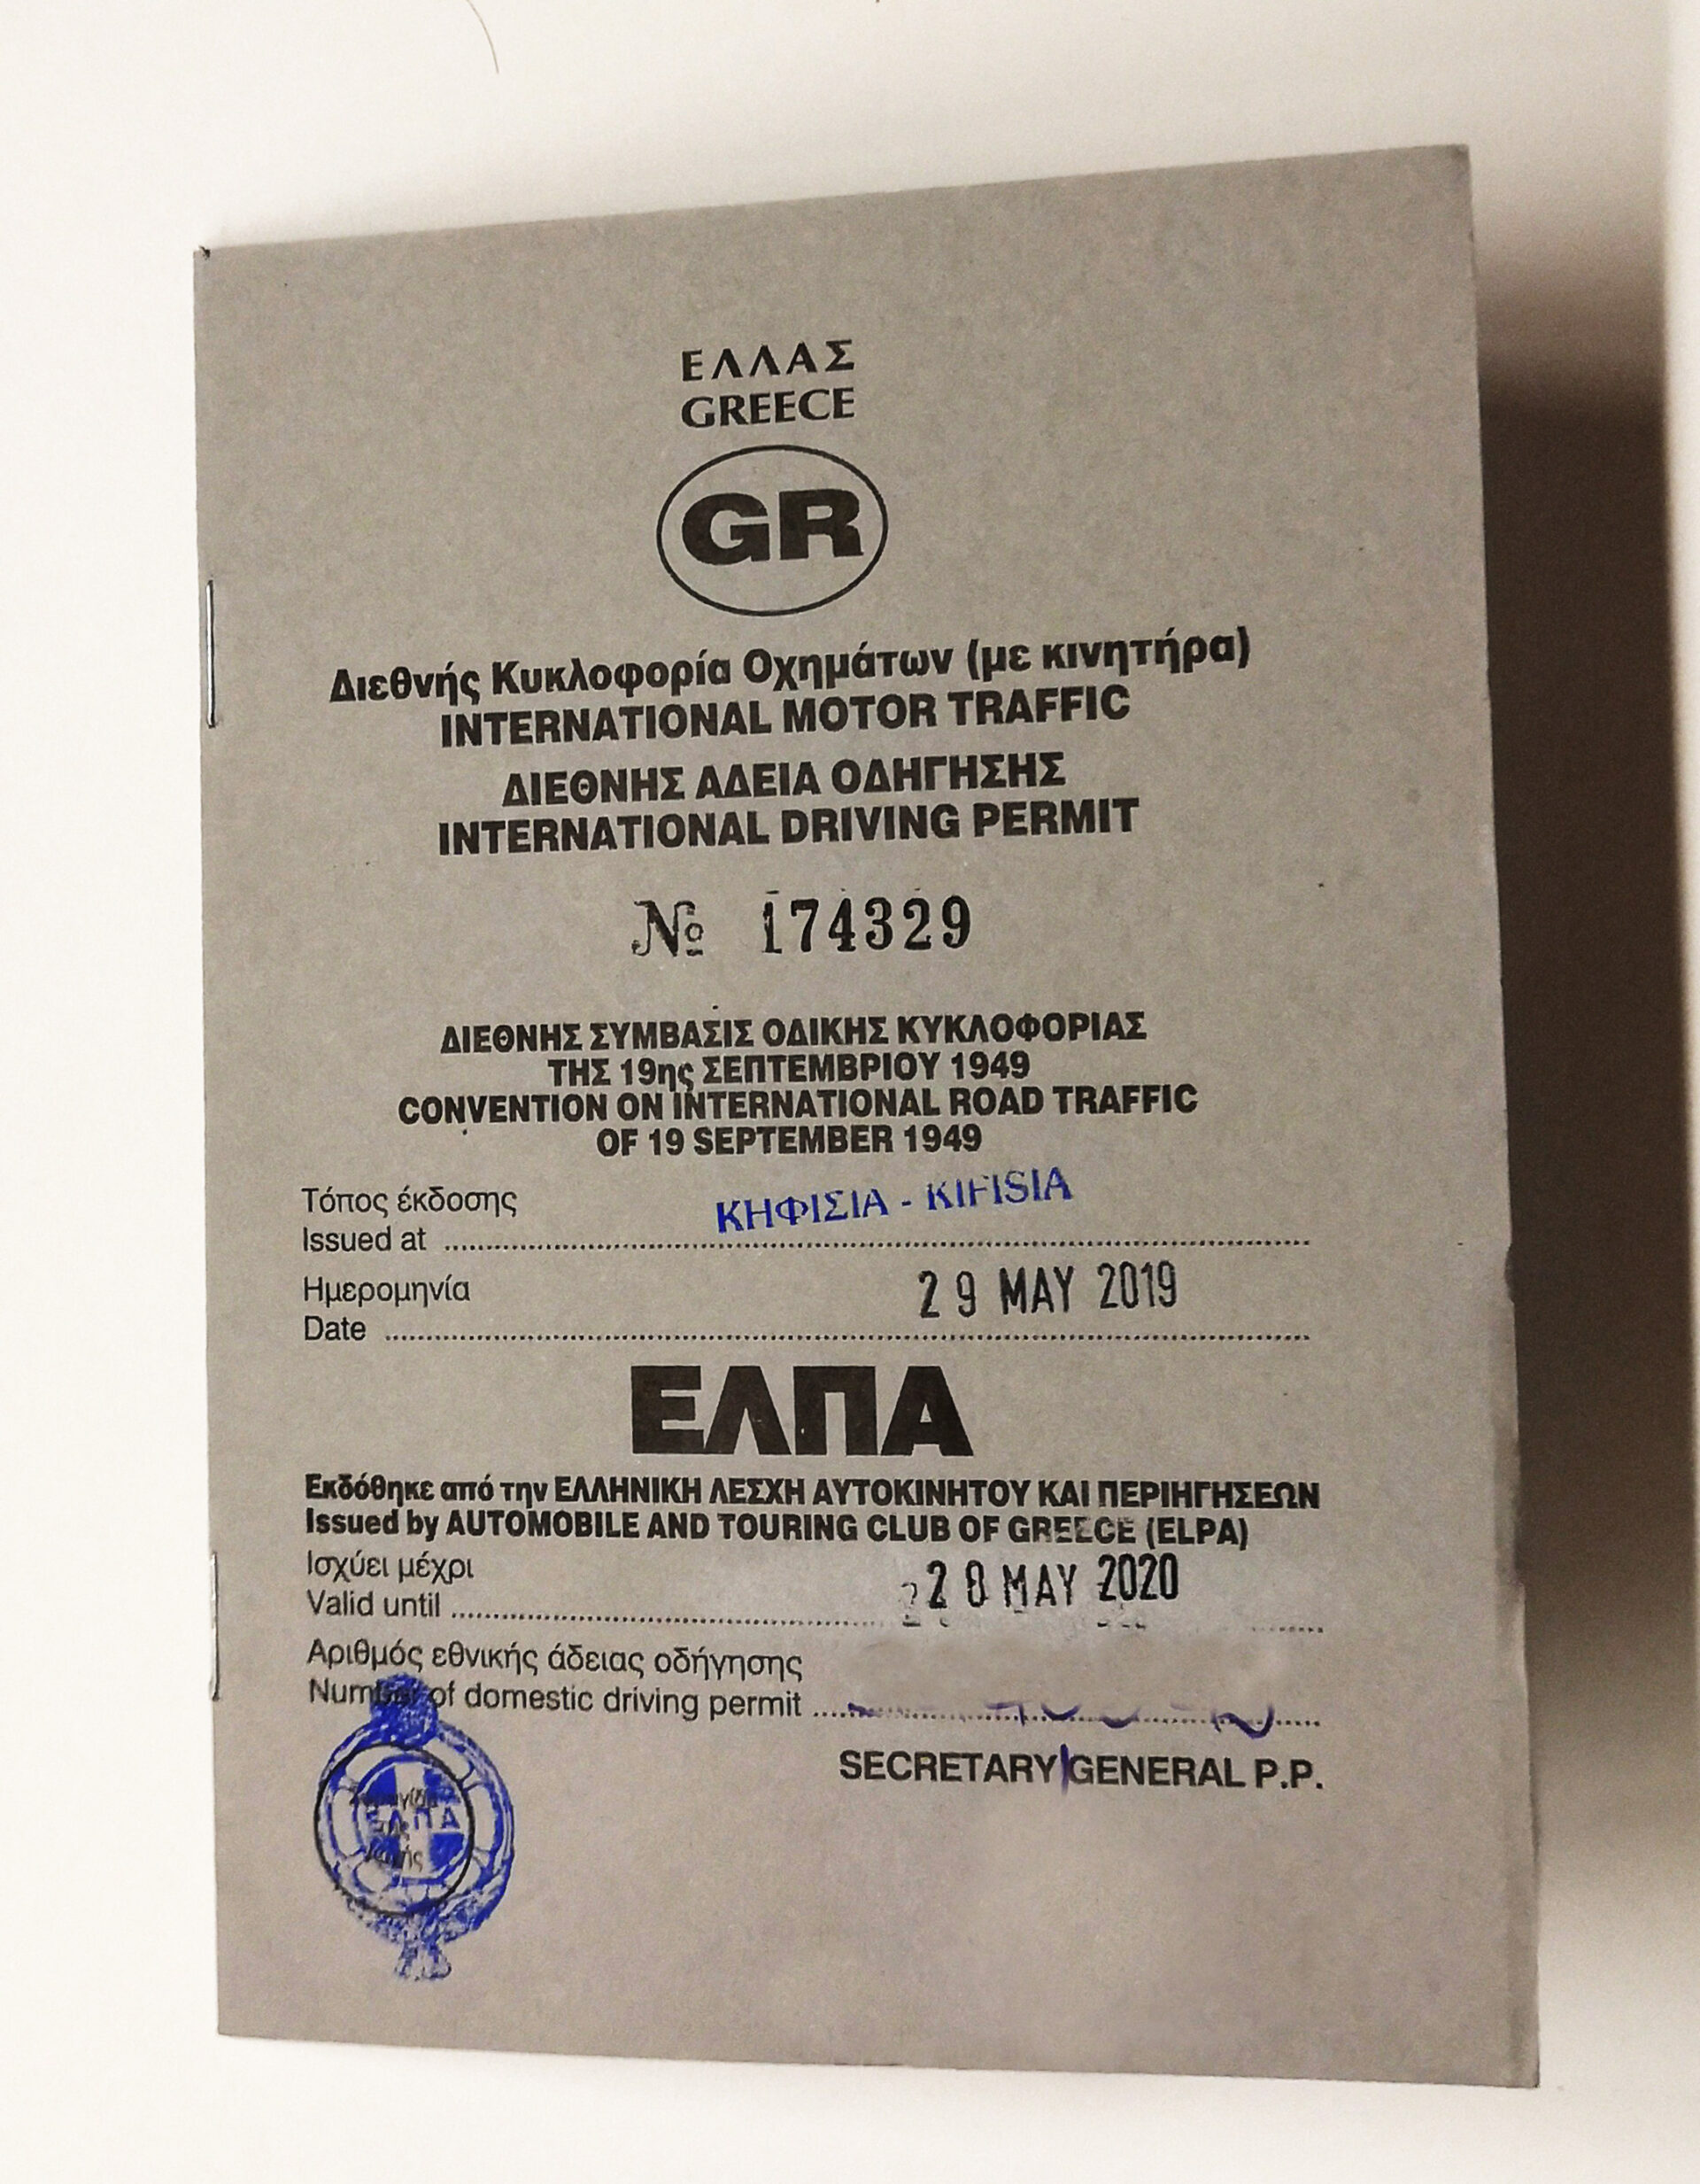 ΕΛΛΑΣ
GREECE
GR
Διεθνής Κυκλοφορία Οχημάτων (με κινητήρα)
INTERNATIONAL MOTOR TRAFFIC
ΔΙΕΘΝΗΣ ΑΔΕΙΑ ΟΔΗΓΗΣΗΣ
INTERNATIONAL DRIVING PERMIT
№ 174329
ΔΙΕΘΝΗΣ ΣΥΜΒΑΣΙΣ ΟΔΙΚΗΣ ΚΥΚΛΟΦΟΡΙΑΣ
ΤΗΣ 19ης ΣΕΠΤΕΜΒΡΙΟΥ 1949
CONVENTION ON INTERNATIONAL ROAD TRAFFIC
OF 19 SEPTEMBER 1949
Τόπος έκδοσης
Issued at ΚΗΦΙΣΙΑ - KIFISIA
Ημερομηνία
Date 29 MAY 2019
ΕΛΠΑ
Εκδόθηκε από την ΕΛΛΗΝΙΚΗ ΛΕΣΧΗ ΑΥΤΟΚΙΝΗΤΟΥ ΚΑΙ ΠΕΡΙΗΓΗΣΕΩΝ
Issued by AUTOMOBILE AND TOURING CLUB OF GREECE (ELPA)
Ισχύει μέχρι
Valid until 28 MAY 2020
Αριθμός εθνικής άδειας οδήγησης
Number of domestic driving permit
SECRETARY GENERAL P.P.
ΕΛΠΑ